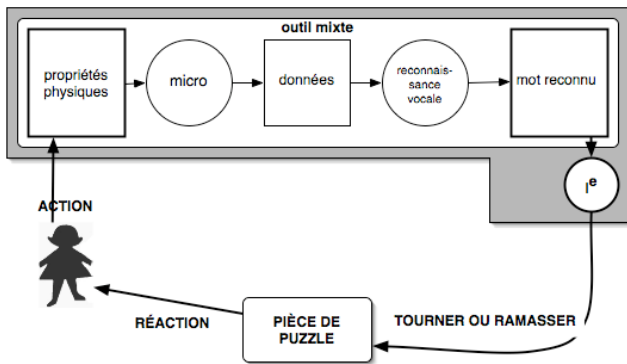 outil mixte
propriétés
physiques
micro
données
reconnais-
sance
vocale
mot reconnu
I^e
ACTION
RÉACTION
PIÈCE DE
PUZZLE
TOURNER OU RAMASSER